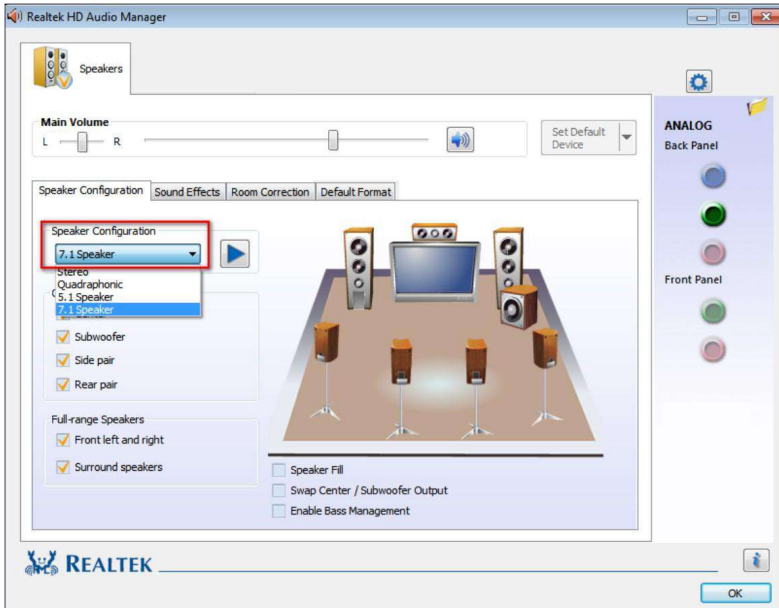 Realtek HD Audio Manager
Speakers
Main Volume
L
R
Set Default
Device
Speaker Configuration
Sound Effects
Room Correction
Default Format
Speaker Configuration
7.1 Speaker
Stereo
Quadraphonic
5.1 Speaker
7.1 Speaker
Subwoofer
Side pair
Rear pair
Full-range Speakers
Front left and right
Surround speakers
Speaker Fill
Swap Center / Subwoofer Output
Enable Bass Management
ANALOG
Back Panel
Front Panel
REALTEK
i
OK